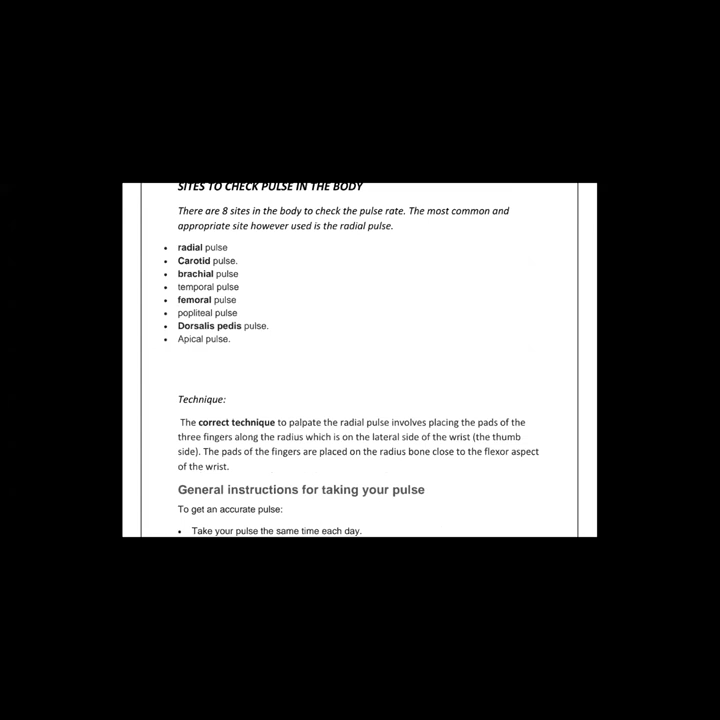 SITES TO CHECK PULSE IN THE BODY
There are 8 sites in the body to check the pulse rate. The most common and
appropriate site however used is the radial pulse.
• radial pulse
• Carotid pulse.
• brachial pulse
• temporal pulse
• femoral pulse
• popliteal pulse
• Dorsalis pedis pulse.
• Apical pulse.
Technique:
The correct technique to palpate the radial pulse involves placing the pads of the
three fingers along the radius which is on the lateral side of the wrist (the thumb
side). The pads of the fingers are placed on the radius bone close to the flexor aspect
of the wrist.
General instructions for taking your pulse
To get an accurate pulse:
• Take your pulse the same time each day.